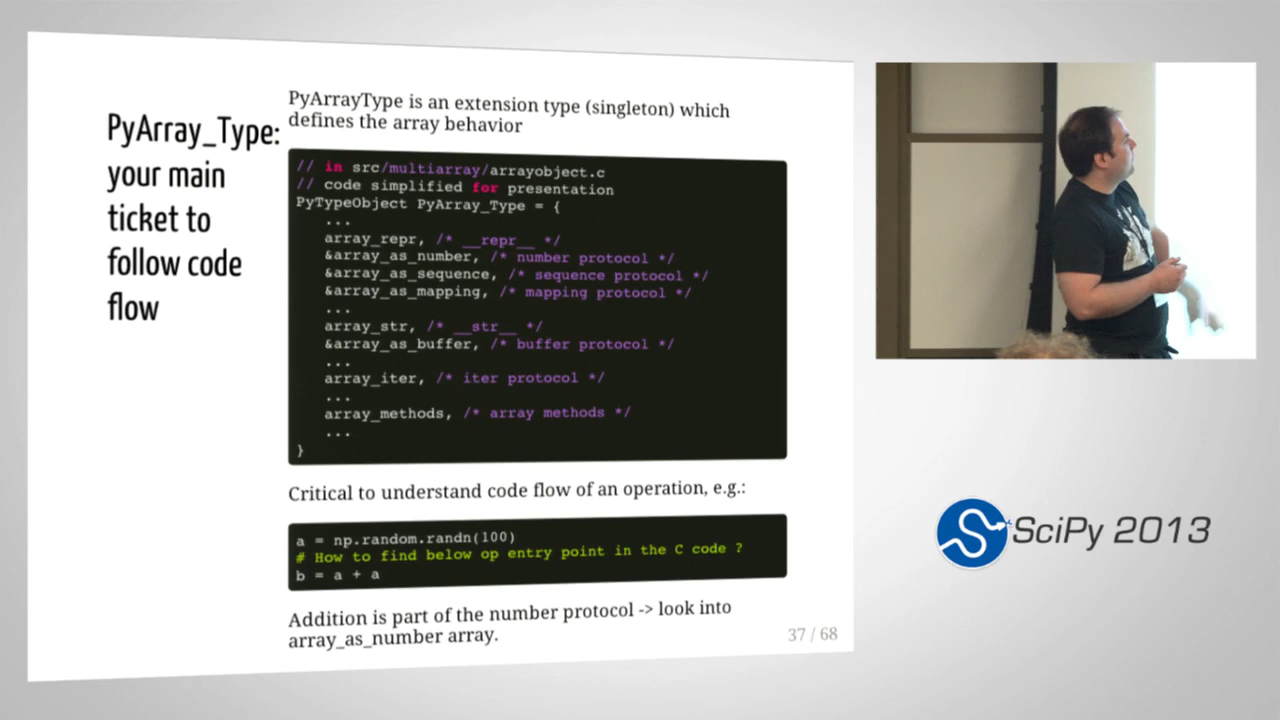 PyArray_Type:
your main
ticket to
follow code
flow
PyArrayType is an extension type (singleton) which
defines the array behavior
// in src/multiarray/arrayobject.c
// code simplified for presentation
PyTypeObject PyArray_Type = {
...
array_repr, /* __repr__ */
&array_as_number, /* number protocol */
&array_as_sequence, /* sequence protocol */
&array_as_mapping, /* mapping protocol */
...
array_str, /* __str__ */
&array_as_buffer, /* buffer protocol */
...
array_iter, /* iter protocol */
...
array_methods, /* array methods */
...
}
Critical to understand code flow of an operation, e.g.:
a = np.random.randn(100)
# How to find below op entry point in the C code ?
b = a + a
Addition is part of the number protocol -> look into
array_as_number array.
37 / 68
SciPy 2013